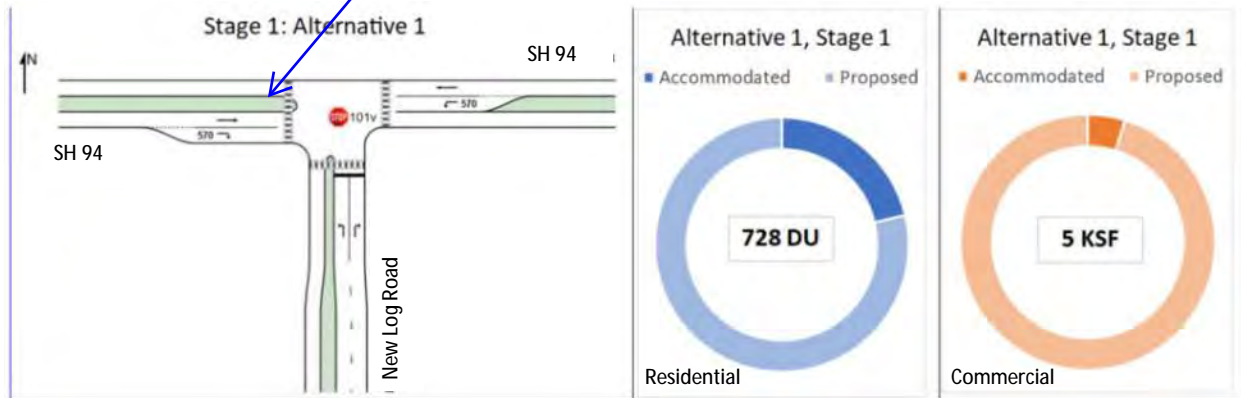 Stage 1: Alternative 1
SH 94
N
570
STOP 101v
570
SH 94
New Log Road
Alternative 1, Stage 1
Accommodated Proposed
728 DU
Residential
Alternative 1, Stage 1
Accommodated Proposed
5 KSF
Commercial